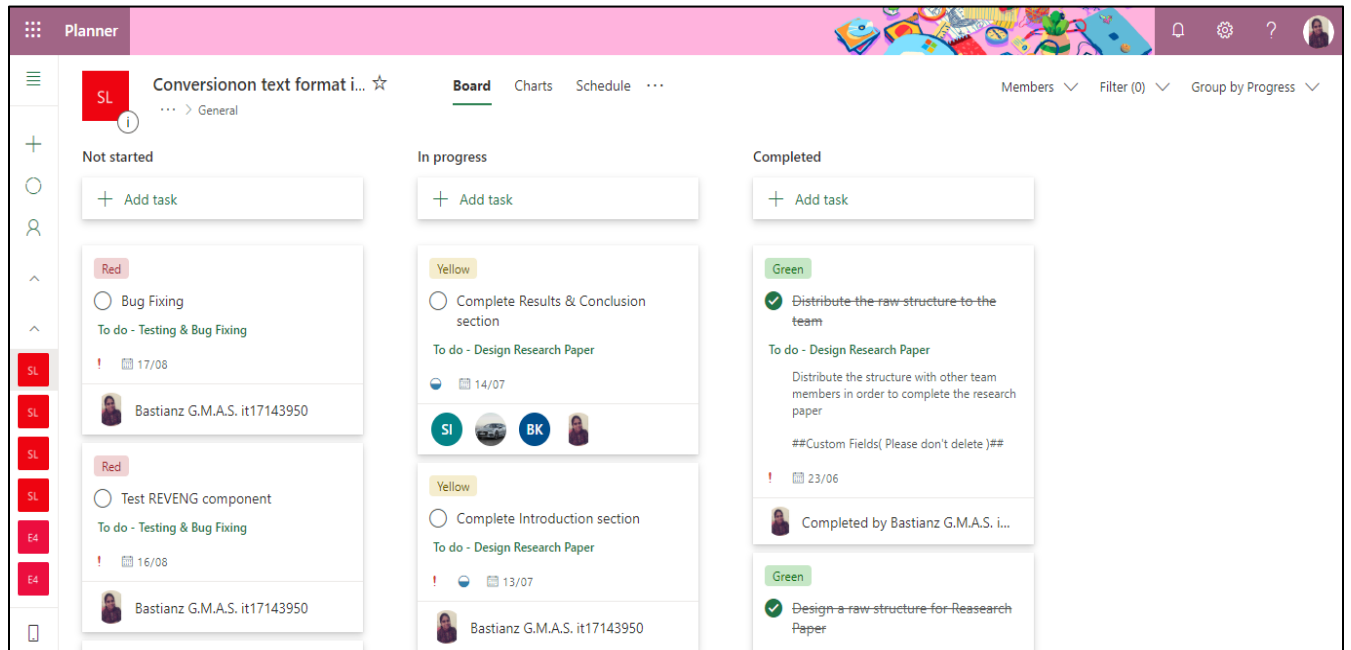 Planner
SL
Conversionon text format i...
... > General
Board Charts Schedule ...
Members Filter (0) Group by Progress
Not started
Add task
Red
Bug Fixing
To do - Testing & Bug Fixing
! 17/08
Bastianz G.M.A.S. it17143950
Red
Test REVENG component
To do - Testing & Bug Fixing
! 16/08
Bastianz G.M.A.S. it17143950
In progress
Add task
Yellow
Complete Results & Conclusion
section
To do - Design Research Paper
14/07
SI BK
Yellow
Complete Introduction section
To do - Design Research Paper
! 13/07
Bastianz G.M.A.S. it17143950
Completed
Add task
Green
Distribute the raw structure to the
team
To do - Design Research Paper
Distribute the structure with other team
members in order to complete the research
paper
##Custom Fields( Please don't delete )##
! 23/06
Completed by Bastianz G.M.A.S. i...
Green
Design a raw structure for Reasearch
Paper
SL
SL
SL
SL
E4
E4